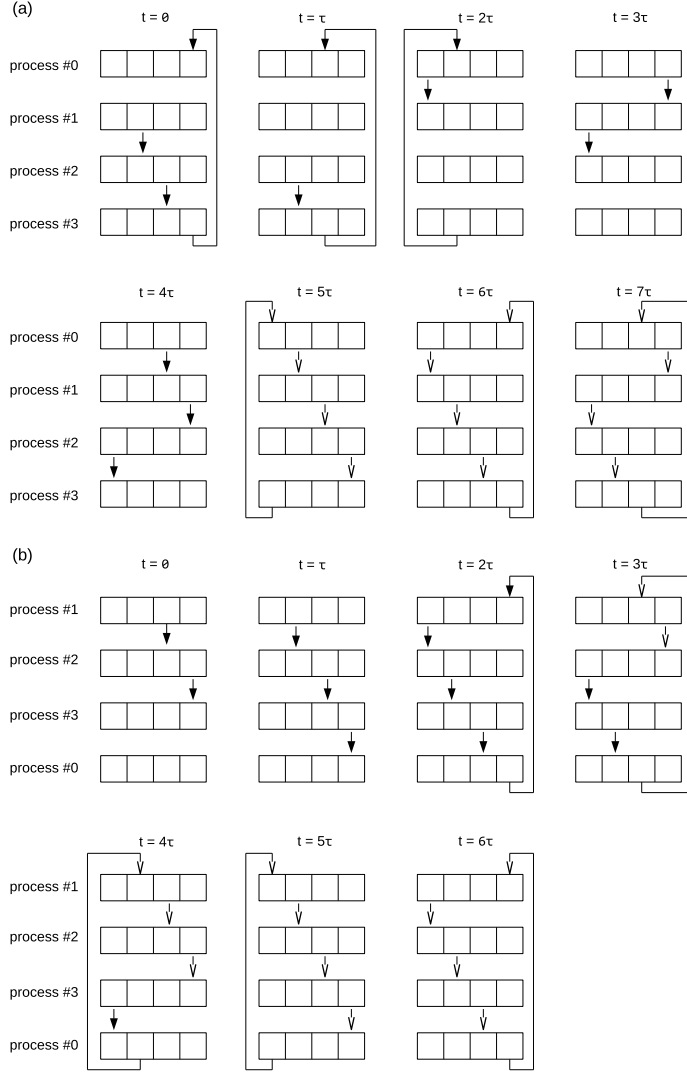 (a)
t = 0 t = τ t = 2τ t = 3τ
process #0
process #1
process #2
process #3
t = 4τ t = 5τ t = 6τ t = 7τ
process #0
process #1
process #2
process #3
(b)
t = 0 t = τ t = 2τ t = 3τ
process #1
process #2
process #3
process #0
t = 4τ t = 5τ t = 6τ
process #1
process #2
process #3
process #0